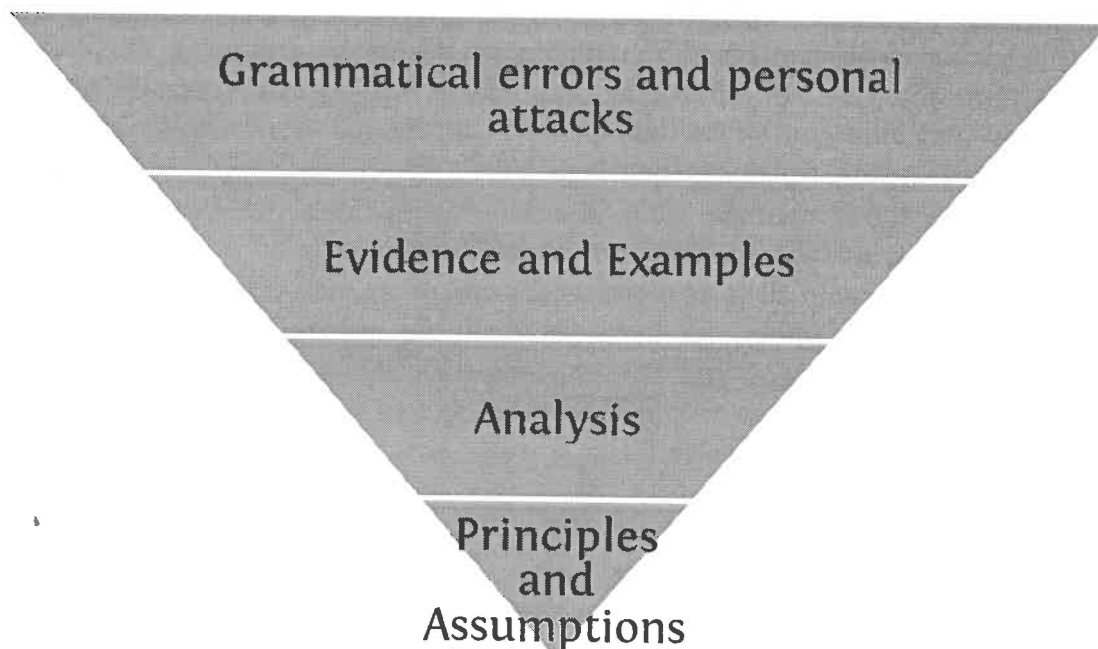 Grammatical errors and personal
attacks
Evidence and Examples
Analysis
Principles
and
Assumptions